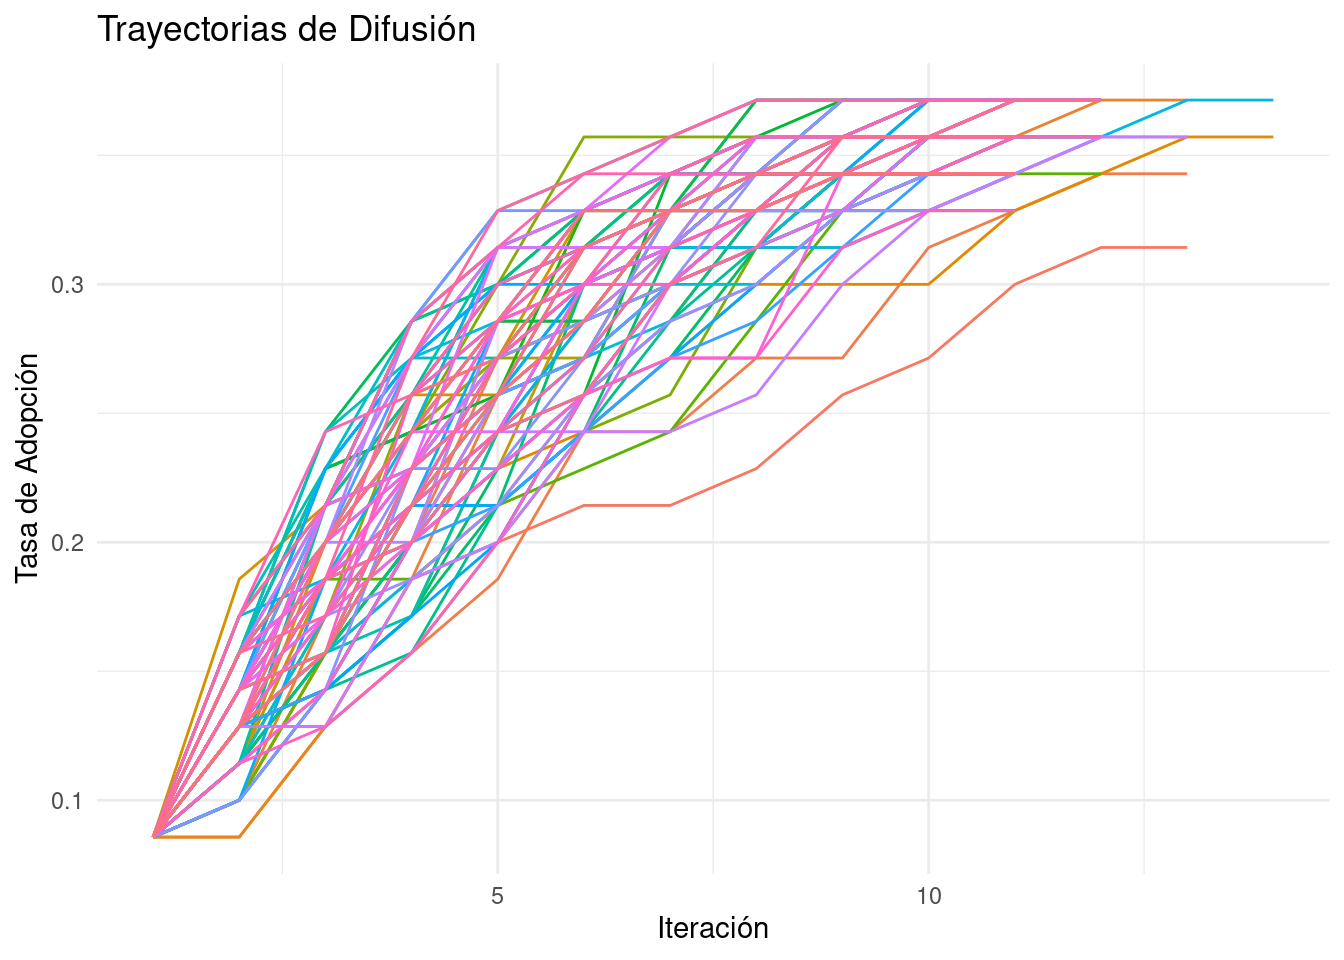 Trayectorias de Difusión
Tasa de Adopción
0.3
0.2
0.1
5
10
Iteración